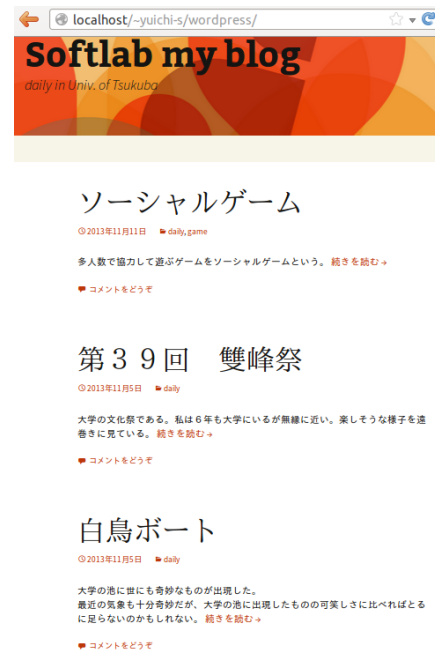 localhost/~yuichi-s/wordpress/
Softlab my blog
daily in Univ. of Tsukuba
ソーシャルゲーム
2013年11月11日 daily, game
多人数で協力して遊ぶゲームをソーシャルゲームという。 続きを読む→
コメントをどうぞ
第３９回　雙峰祭
2013年11月5日 daily
大学の文化祭である。私は６年も大学にいるが無縁に近い。楽しそうな様子を遠
巻きに見ている。 続きを読む→
コメントをどうぞ
白鳥ボート
2013年11月5日 daily
大学の池に世にも奇妙なものが出現した。
最近の気象も十分奇妙だが、大学の池に出現したものの可笑しさに比べればとる
に足らないのかもしれない。 続きを読む→
コメントをどうぞ